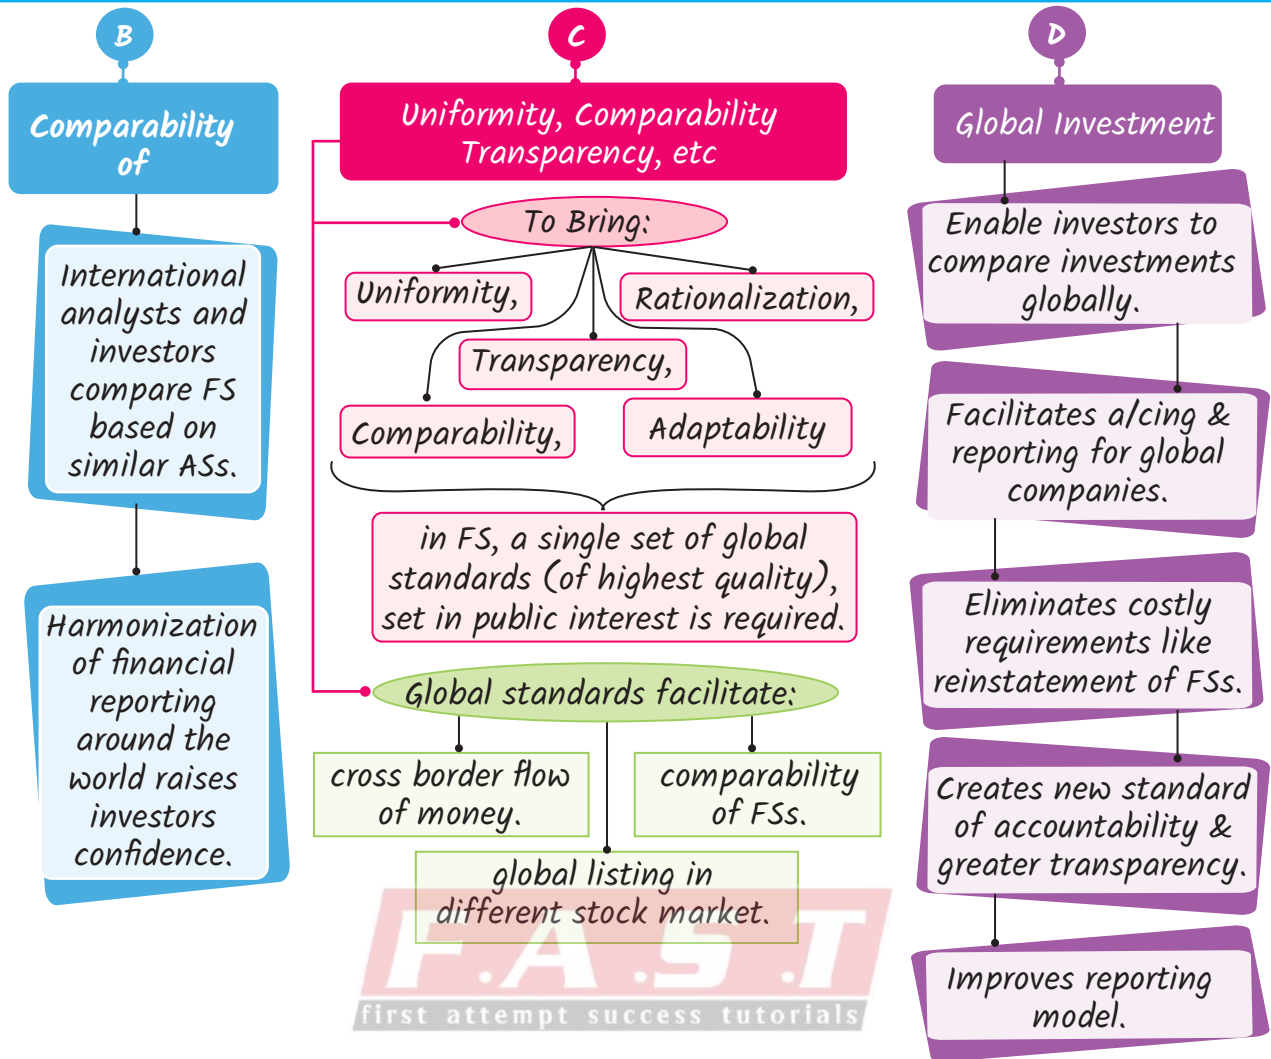 B
Comparability
of
International
analysts and
investors
compare FS
based on
similar ASs.
Harmonization
of financial
reporting
around the
world raises
investors
confidence.
C
Uniformity, Comparability
Transparency, etc
To Bring:
Uniformity,
Rationalization,
Transparency,
Comparability,
Adaptability
in FS, a single set of global
standards (of highest quality),
set in public interest is required.
Global standards facilitate:
cross border flow
of money.
comparability
of FSs.
global listing in
different stock market.
F.A.S.T
first attempt success tutorials
D
Global Investment
Enable investors to
compare investments
globally.
Facilitates a/cing &
reporting for global
companies.
Eliminates costly
requirements like
reinstatement of FSs.
Creates new standard
of accountability &
greater transparency.
Improves reporting
model.